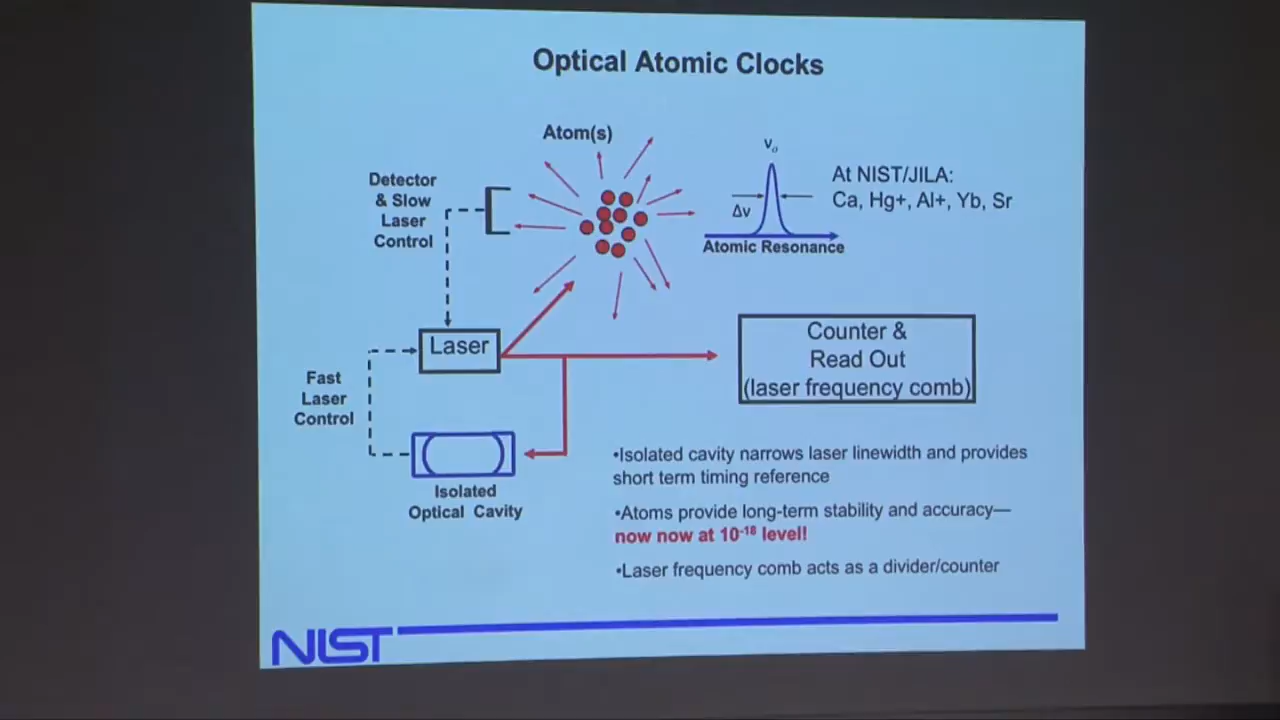 Optical Atomic Clocks
Atom(s)
Detector
& Slow
Laser
Control
νo
Δν
Atomic Resonance
At NIST/JILA:
Ca, Hg+, Al+, Yb, Sr
Laser
Counter &
Read Out
(laser frequency comb)
Fast
Laser
Control
Isolated
Optical Cavity
•Isolated cavity narrows laser linewidth and provides
short term timing reference
•Atoms provide long-term stability and accuracy—
now now at 10⁻¹⁸ level!
•Laser frequency comb acts as a divider/counter
NIST